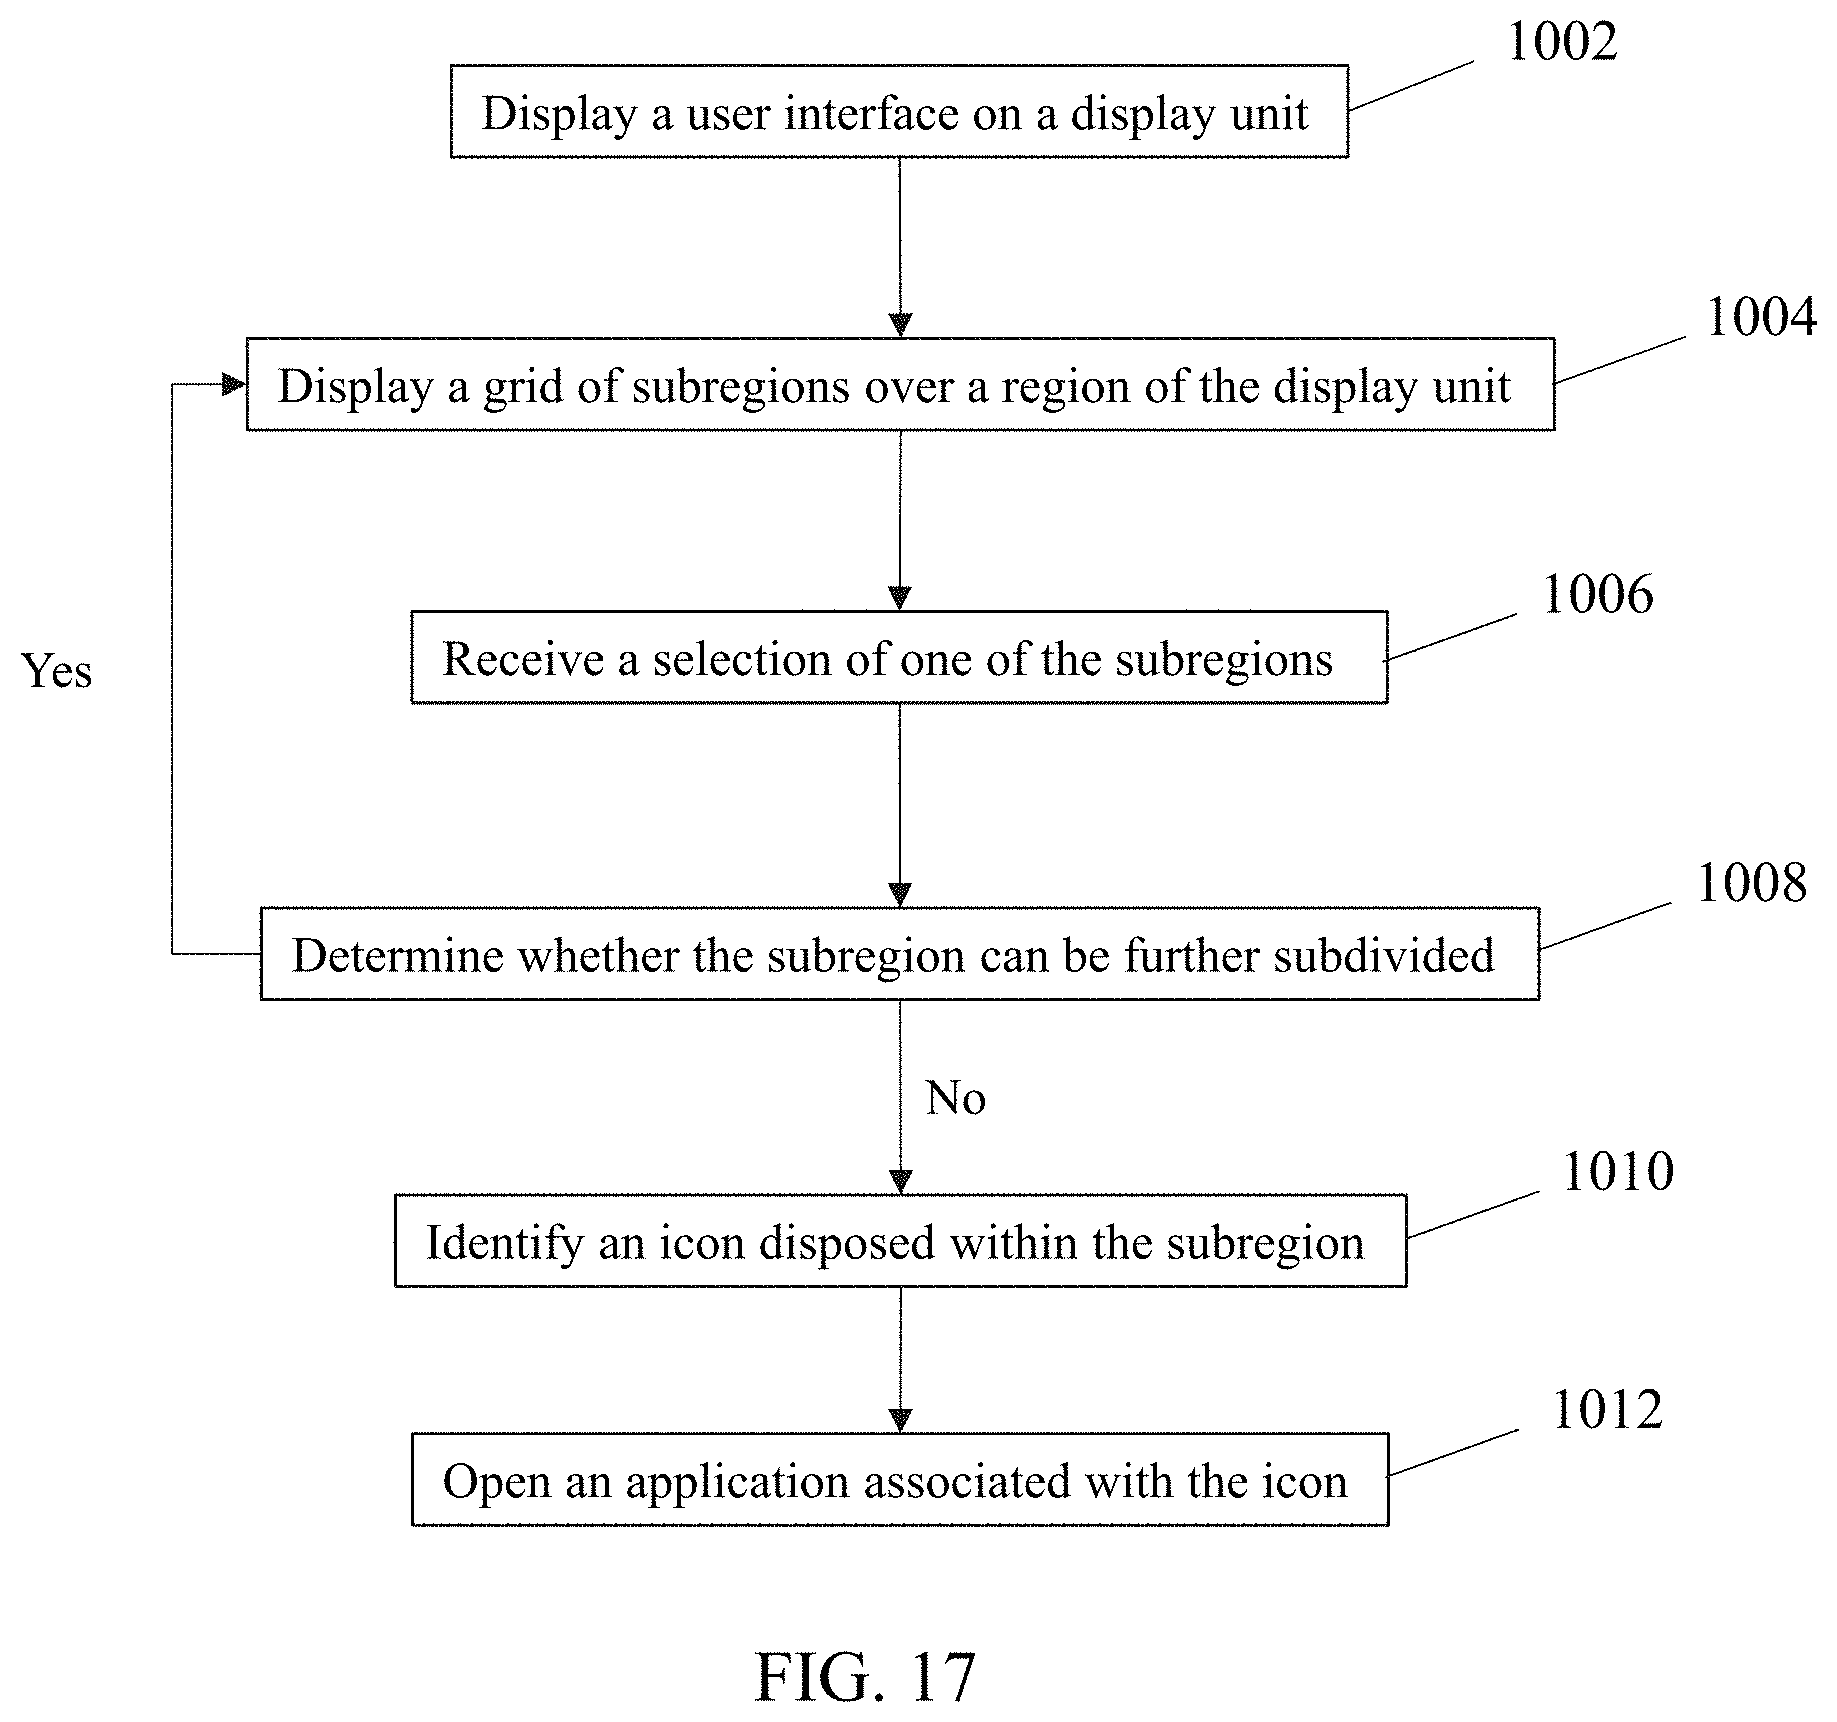 1002
Display a user interface on a display unit
1004
Display a grid of subregions over a region of the display unit
1006
Receive a selection of one of the subregions
Yes
1008
Determine whether the subregion can be further subdivided
No
1010
Identify an icon disposed within the subregion
1012
Open an application associated with the icon
FIG. 17